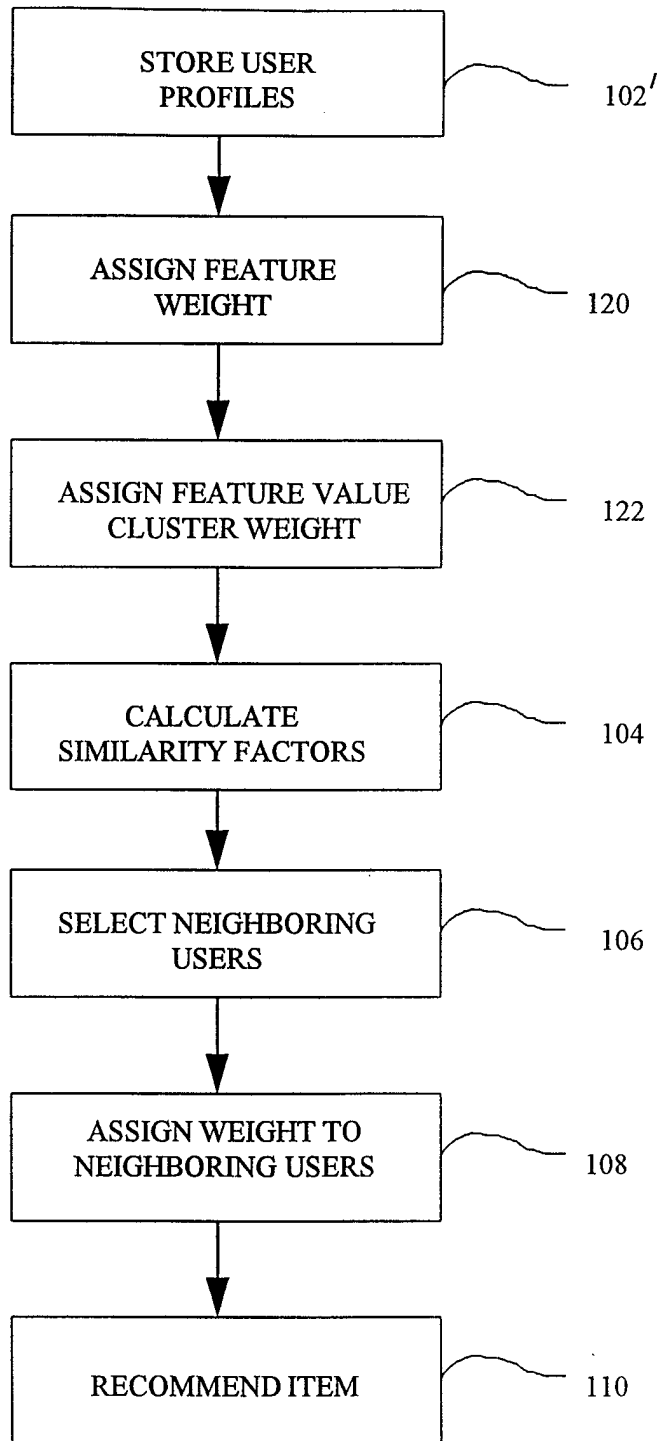 STORE USER
PROFILES
102'
ASSIGN FEATURE
WEIGHT
120
ASSIGN FEATURE VALUE
CLUSTER WEIGHT
122
CALCULATE
SIMILARITY FACTORS
104
SELECT NEIGHBORING
USERS
106
ASSIGN WEIGHT TO
NEIGHBORING USERS
108
RECOMMEND ITEM
110